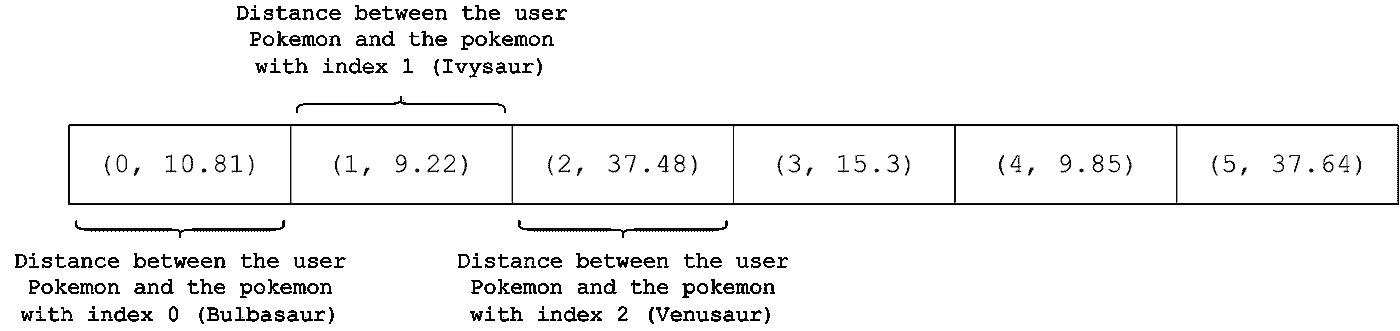 Distance between the user
Pokemon and the pokemon
with index 1 (Ivysaur)
(0, 10.81) (1, 9.22) (2, 37.48) (3, 15.3) (4, 9.85) (5, 37.64)
Distance between the user
Pokemon and the pokemon
with index 0 (Bulbasaur)
Distance between the user
Pokemon and the pokemon
with index 2 (Venusaur)